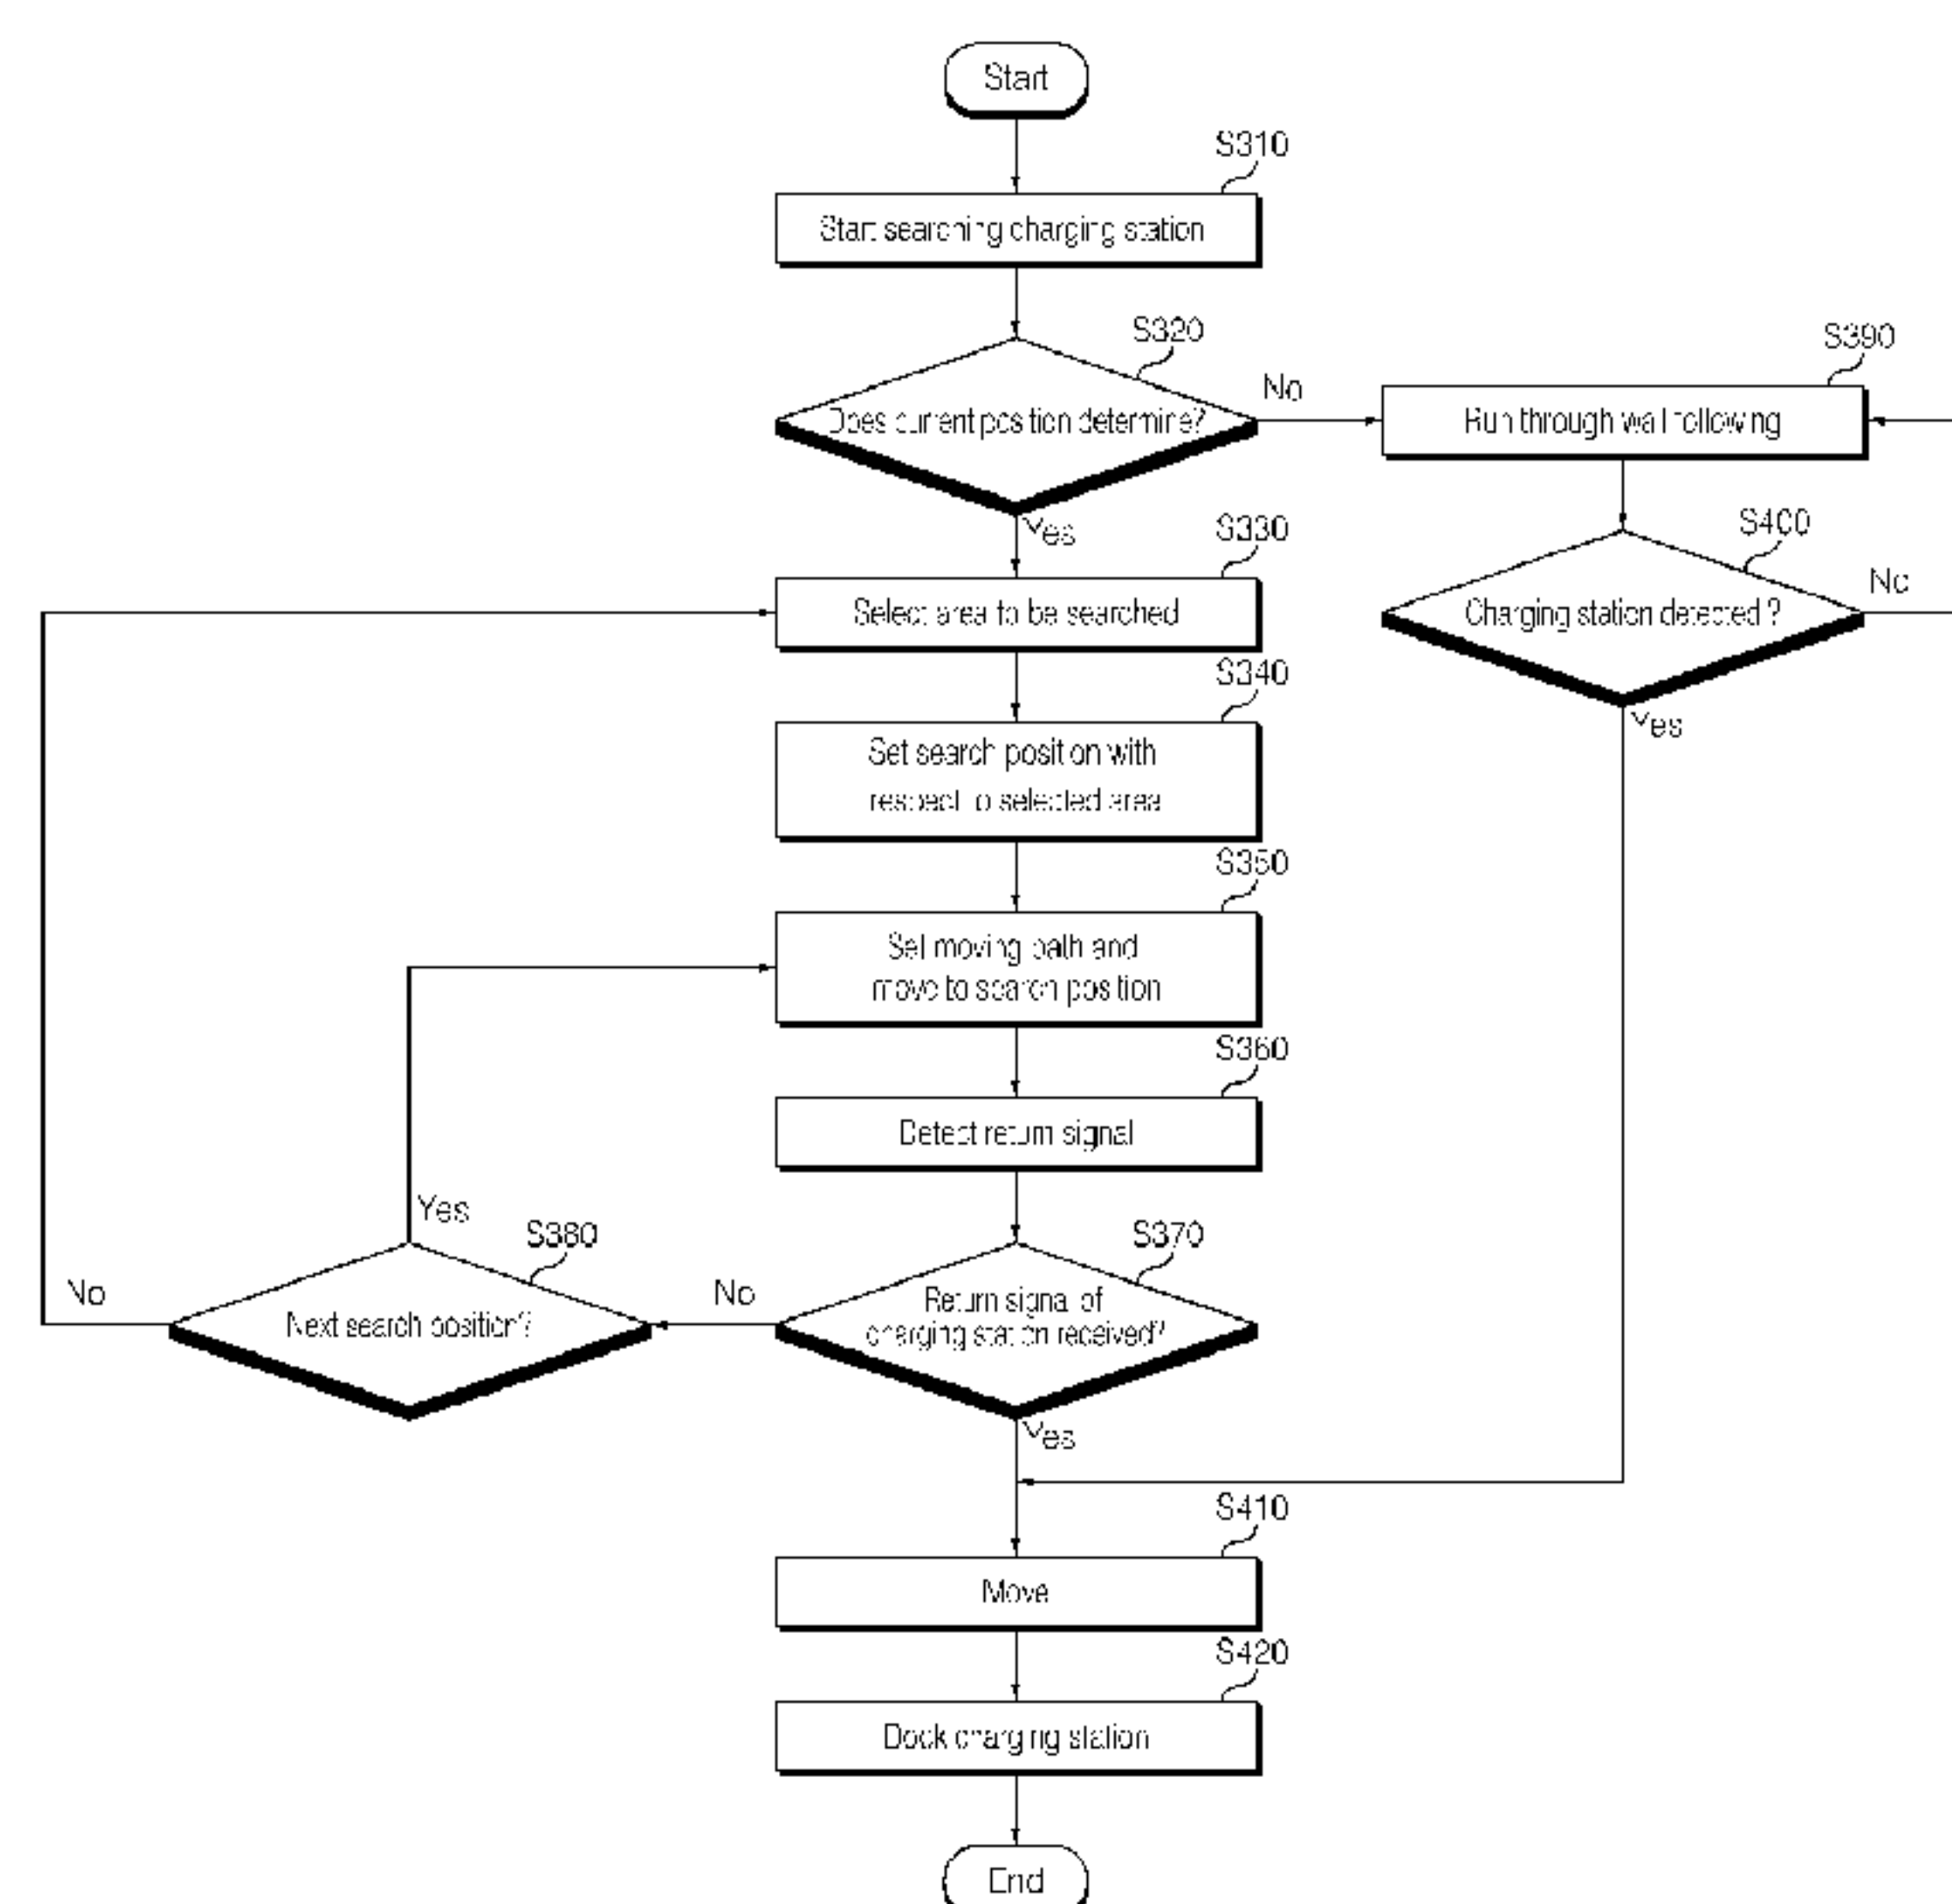 Start
S310
Start searching charging station
S320
Does current position determine?
No
Yes
S390
Run through wall following
S400
Charging station detected ?
No
Yes
S330
Select area to be searched
S340
Set search position with
respect to selected area
S350
Set moving path and
move to search position
S360
Detect return signal
S370
Return signal of
charging station received?
No
Yes
S380
Next search position?
Yes
No
S410
Move
S420
Dock charging station
End